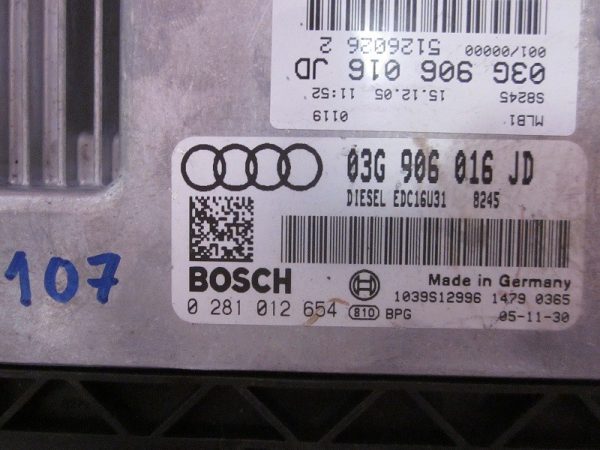 MLB1 0119
S8245 15.12.05 11:52
03G 906 016 JD
001/00000 5126026 2
03G 906 016 JD
DIESEL EDC16U31 8245
107
BOSCH
Made in Germany
1039S12996 1479 0365
0 281 012 654 810 BPG 05-11-30